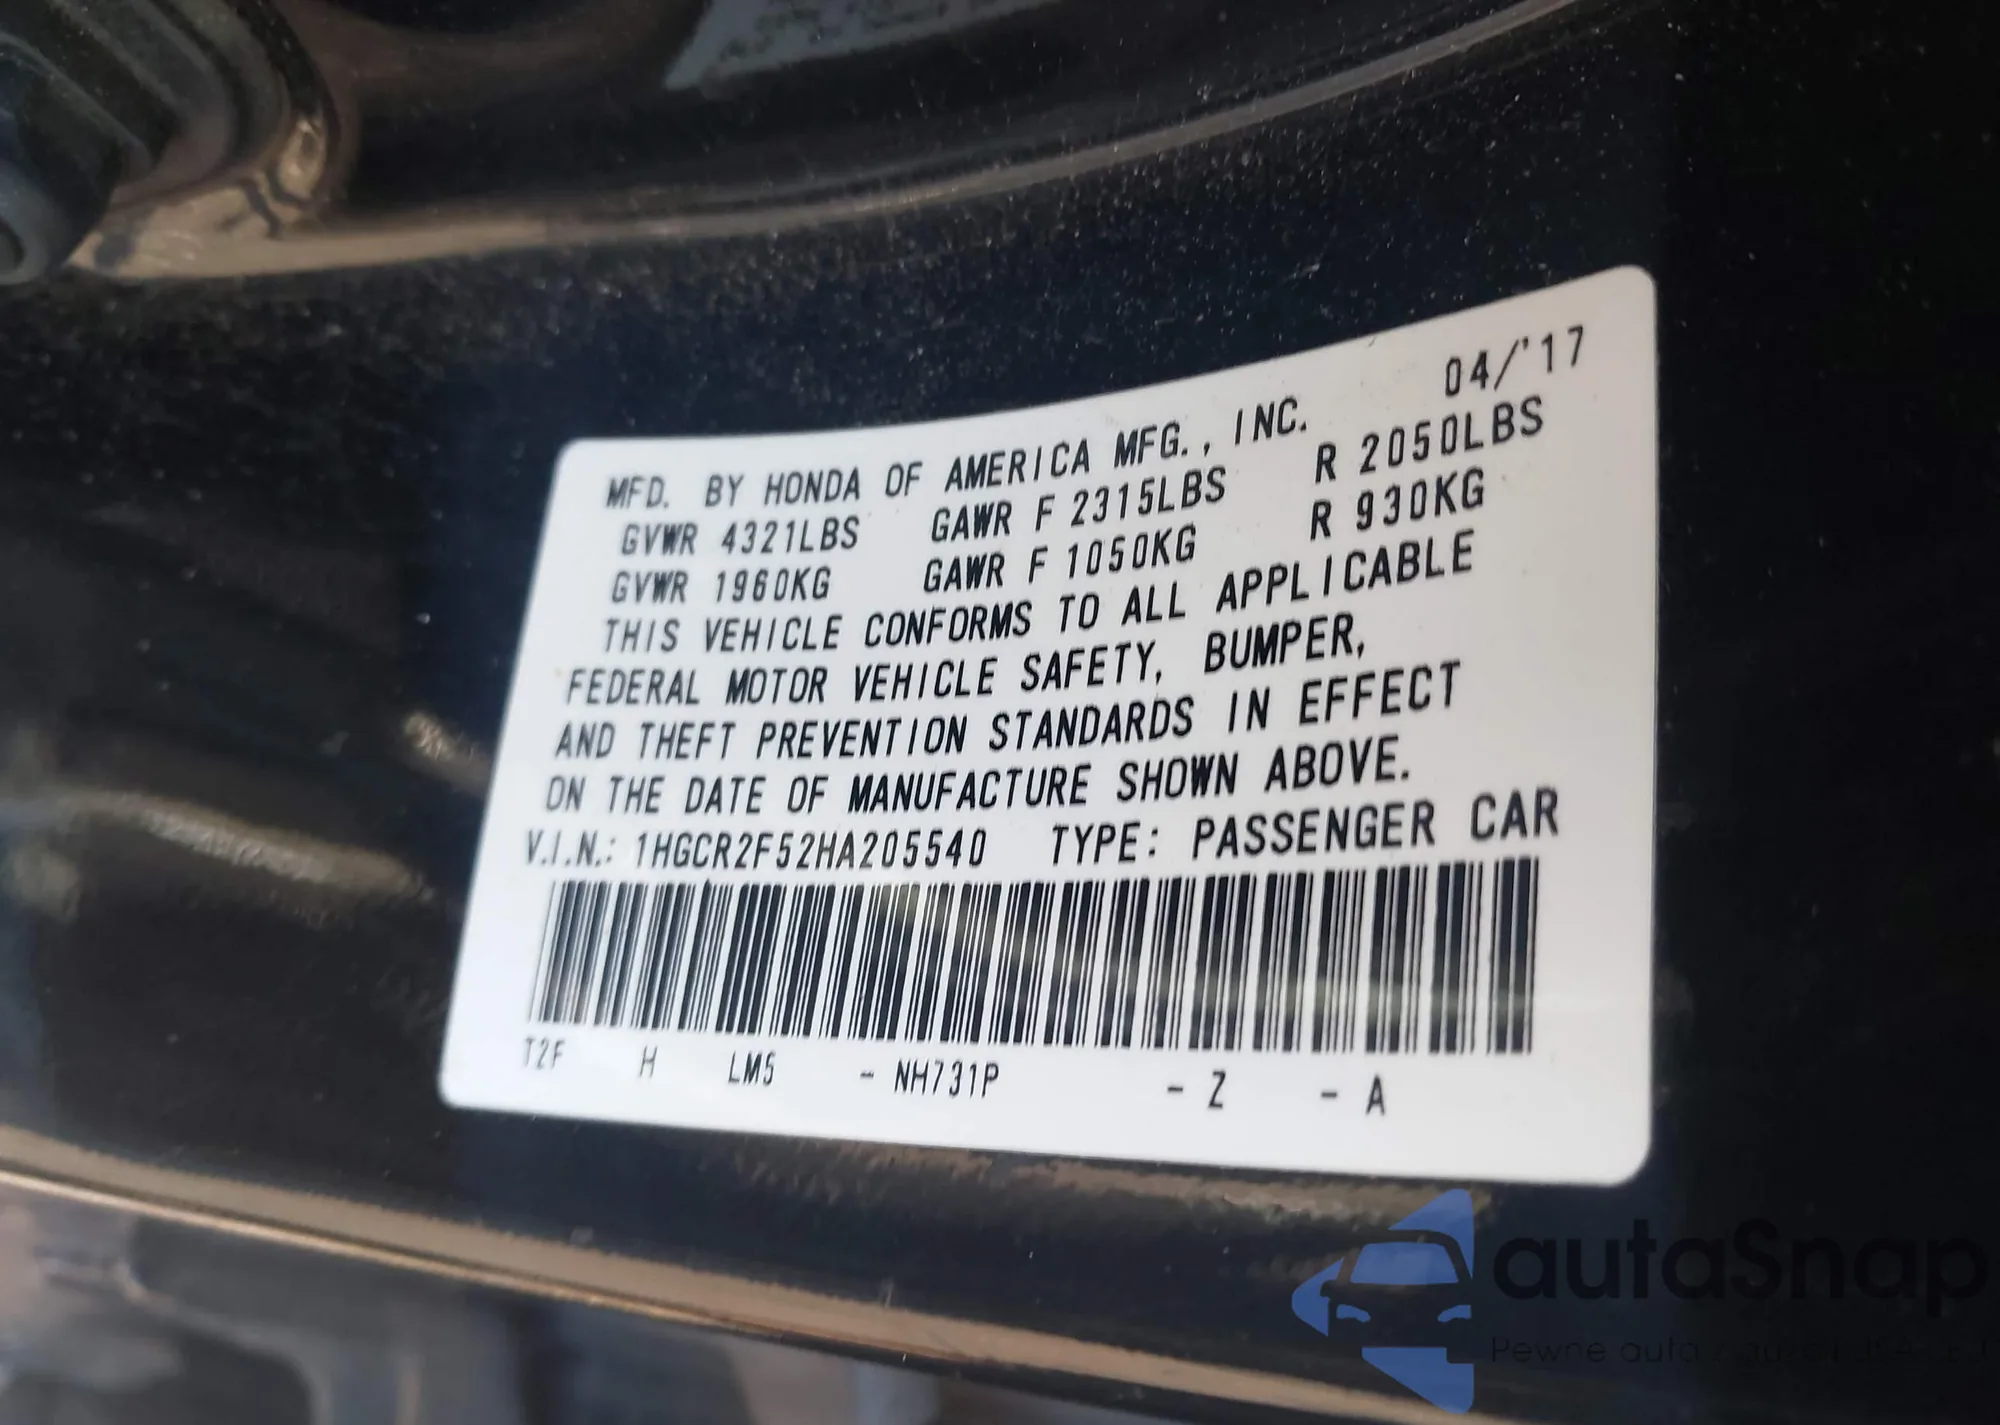 04/'17
MFD. BY HONDA OF AMERICA MFG., INC.
GVWR 4321LBS GAWR F 2315LBS R 2050LBS
GVWR 1960KG GAWR F 1050KG R 930KG
THIS VEHICLE CONFORMS TO ALL APPLICABLE
FEDERAL MOTOR VEHICLE SAFETY, BUMPER,
AND THEFT PREVENTION STANDARDS IN EFFECT
ON THE DATE OF MANUFACTURE SHOWN ABOVE.
V.I.N.: 1HGCR2F52HA205540 TYPE: PASSENGER CAR
T2F H LM5 - NH731P - Z - A
autaSnap
Pewne auta